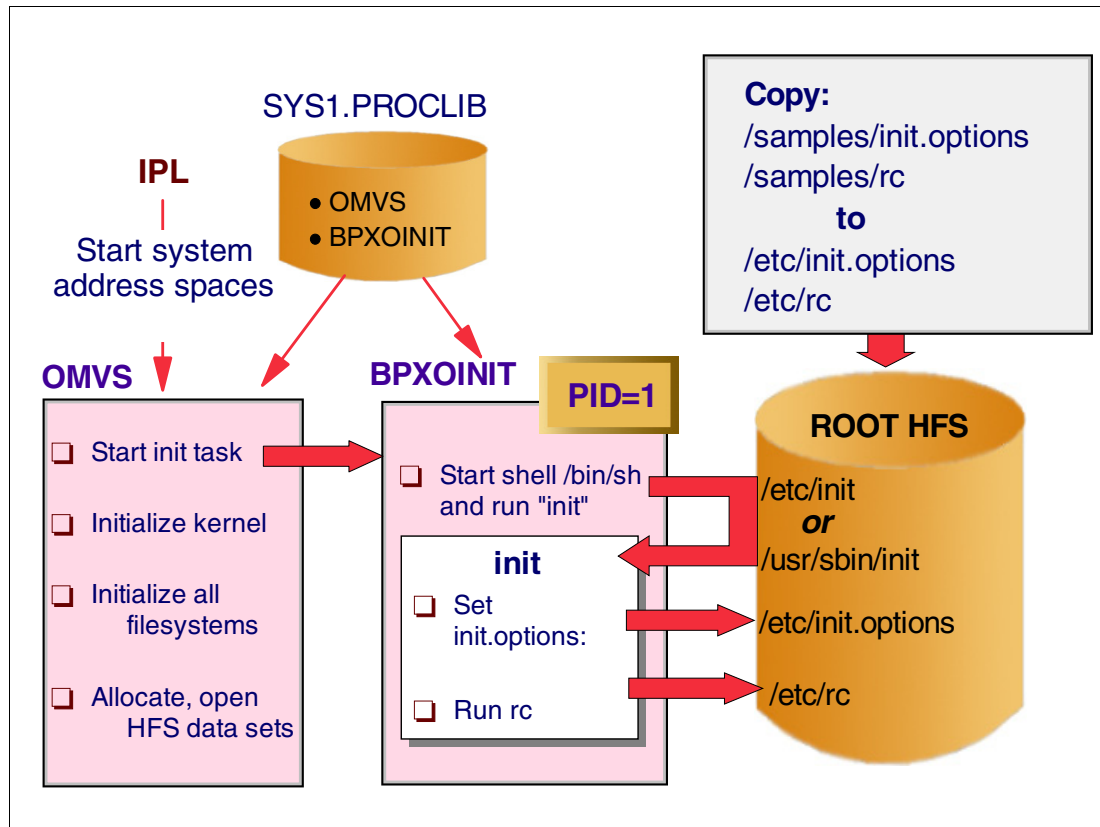 SYS1.PROCLIB
● OMVS
● BPXOINIT
IPL
Start system
address spaces
Copy:
/samples/init.options
/samples/rc
to
/etc/init.options
/etc/rc
OMVS
❏ Start init task
❏ Initialize kernel
❏ Initialize all
filesystems
❏ Allocate, open
HFS data sets
BPXOINIT
PID=1
❏ Start shell /bin/sh
and run "init"
init
❏ Set
init.options:
❏ Run rc
ROOT HFS
/etc/init
or
/usr/sbin/init
/etc/init.options
/etc/rc